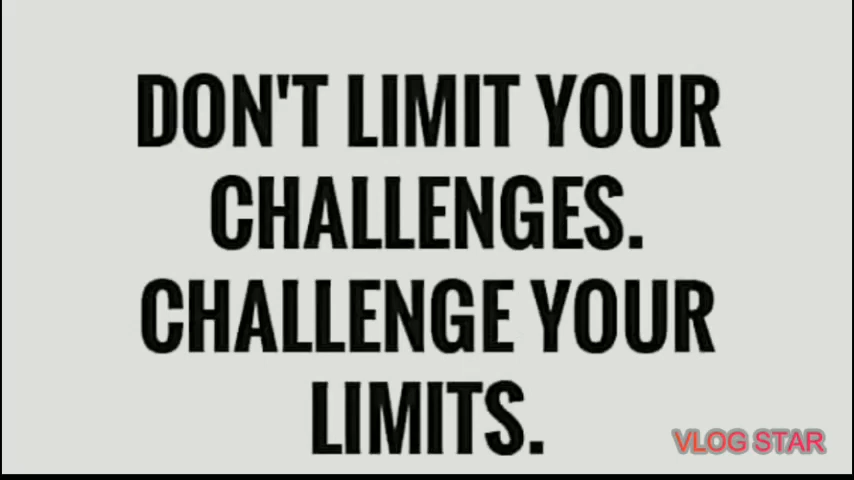 DON'T LIMIT YOUR
CHALLENGES.
CHALLENGE YOUR
LIMITS.
VLOG STAR